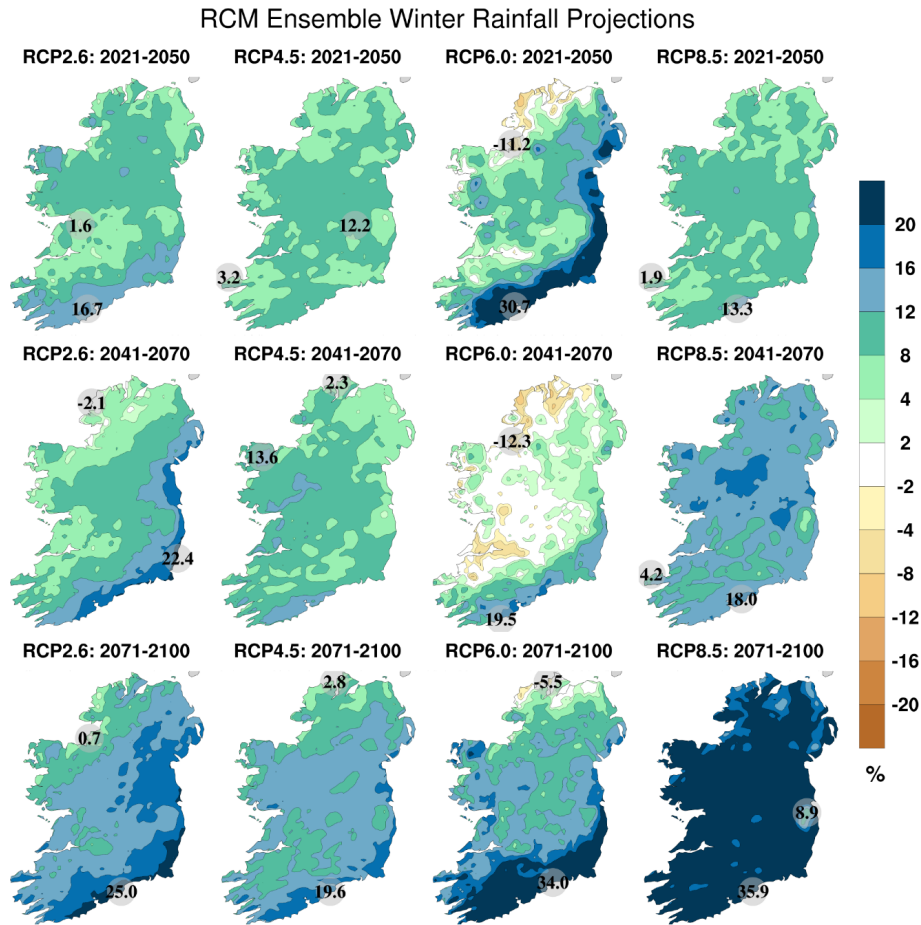 RCM Ensemble Winter Rainfall Projections
RCP2.6: 2021-2050
RCP4.5: 2021-2050
RCP6.0: 2021-2050
RCP8.5: 2021-2050
1.6
16.7
12.2
3.2
-11.2
30.7
1.9
13.3
RCP2.6: 2041-2070
RCP4.5: 2041-2070
RCP6.0: 2041-2070
RCP8.5: 2041-2070
-2.1
22.4
2.3
13.6
-12.3
19.5
4.2
18.0
RCP2.6: 2071-2100
RCP4.5: 2071-2100
RCP6.0: 2071-2100
RCP8.5: 2071-2100
0.7
25.0
2.8
19.6
-5.5
34.0
8.9
35.9
20
16
12
8
4
2
-2
-4
-8
-12
-16
-20
%